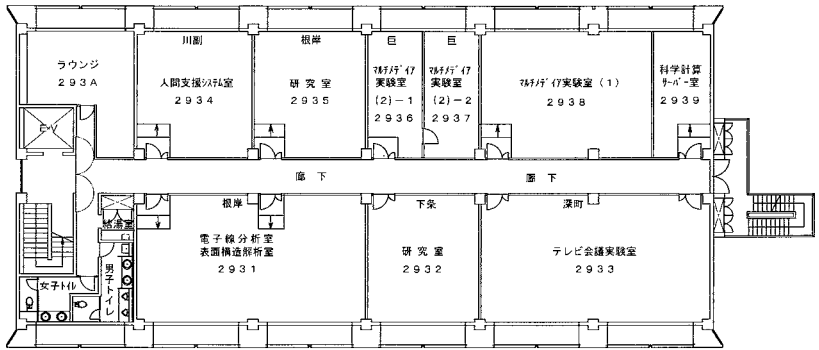 ラウンジ
293A
川副
人間支援システム室
2934
根岸
研究室
2935
巨
マルチメディア
実験室
(2)-1
2936
巨
マルチメディア
実験室
(2)-2
2937
マルチメディア実験室(1)
2938
科学計算
サーバー室
2939
E・V
廊下
廊下
給湯室
根岸
電子線分析室
表面構造解析室
2931
下条
研究室
2932
深町
テレビ会議実験室
2933
女子トイレ
男子トイレ